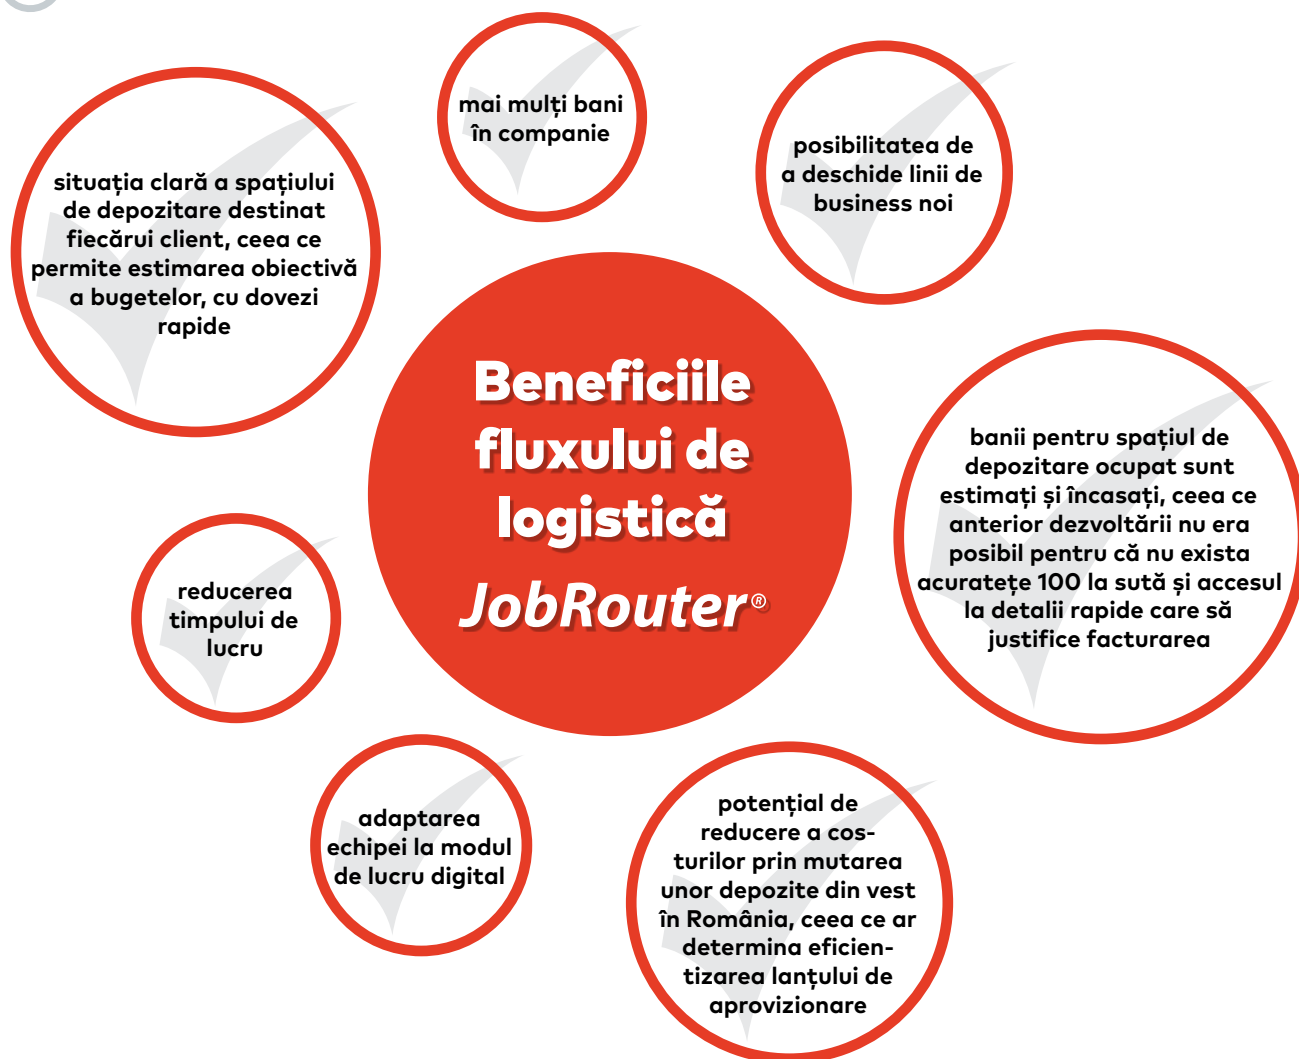 mai mulți bani
în companie
posibilitatea de
a deschide linii de
business noi
situația clară a spațiului
de depozitare destinat
fiecărui client, ceea ce
permite estimarea obiectivă
a bugetelor, cu dovezi
rapide
Beneficiile
fluxului de
logistică
JobRouter®
banii pentru spațiul de
depozitare ocupat sunt
estimați și încasați, ceea ce
anterior dezvoltării nu era
posibil pentru că nu exista
acuratețe 100 la sută și accesul
la detalii rapide care să
justifice facturarea
reducerea
timpului de
lucru
adaptarea
echipei la modul
de lucru digital
potențial de
reducere a cos-
turilor prin mutarea
unor depozite din vest
în România, ceea ce ar
determina eficien-
tizarea lanțului de
aprovizionare